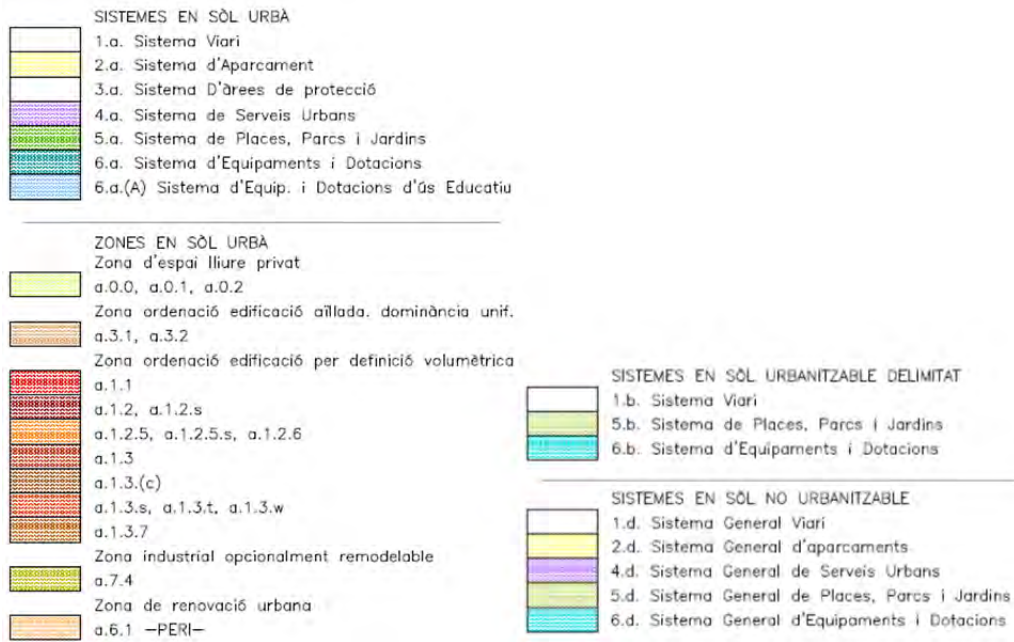 SISTEMES EN SÒL URBÀ
1.a. Sistema Viari
2.a. Sistema d'Aparcament
3.a. Sistema D'àrees de protecció
4.a. Sistema de Serveis Urbans
5.a. Sistema de Places, Parcs i Jardins
6.a. Sistema d'Equipaments i Dotacions
6.a.(A) Sistema d'Equip. i Dotacions d'ús Educatiu
ZONES EN SÒL URBÀ
Zona d'espai lliure privat
a.0.0, a.0.1, a.0.2
Zona ordenació edificació aïllada. dominància unif.
a.3.1, a.3.2
Zona ordenació edificació per definició volumètrica
a.1.1
a.1.2, a.1.2.s
a.1.2.5, a.1.2.5.s, a.1.2.6
a.1.3
a.1.3.(c)
a.1.3.s, a.1.3.t, a.1.3.w
a.1.3.7
Zona industrial opcionalment remodelable
a.7.4
Zona de renovació urbana
a.6.1 —PERI—
SISTEMES EN SÒL URBANITZABLE DELIMITAT
1.b. Sistema Viari
5.b. Sistema de Places, Parcs i Jardins
6.b. Sistema d'Equipaments i Dotacions
SISTEMES EN SÒL NO URBANITZABLE
1.d. Sistema General Viari
2.d. Sistema General d'aparcaments
4.d. Sistema General de Serveis Urbans
5.d. Sistema General de Places, Parcs i Jardins
6.d. Sistema General d'Equipaments i Dotacions